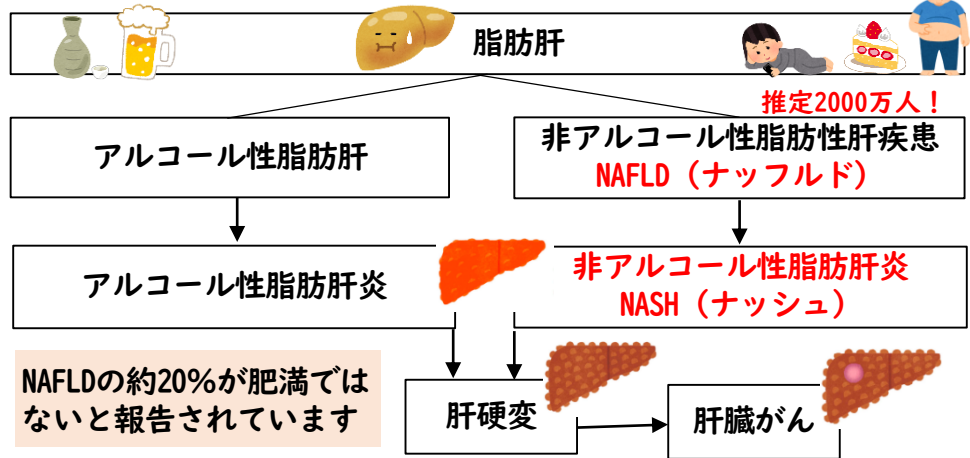 脂肪肝
推定2000万人！
アルコール性脂肪肝
非アルコール性脂肪性肝疾患
NAFLD（ナッフルド）
アルコール性脂肪肝炎
非アルコール性脂肪肝炎
NASH（ナッシュ）
NAFLDの約20%が肥満では
ないと報告されています
肝硬変
肝臓がん